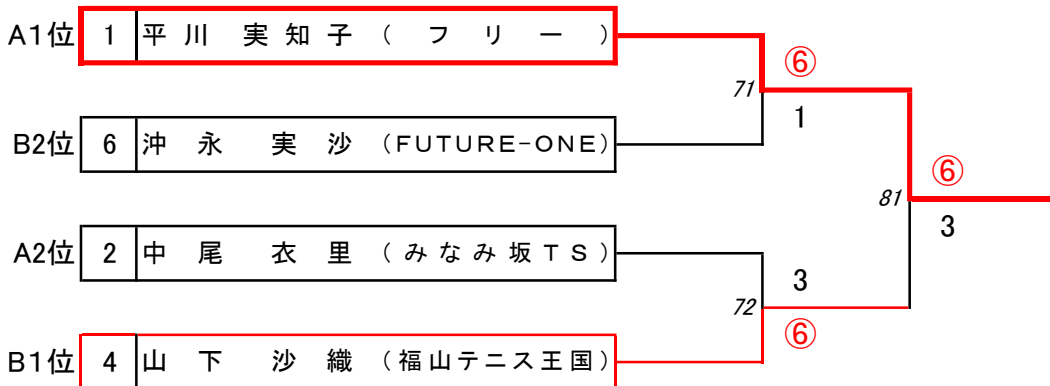 A1位 1 平川 実知子 (フリー)
⑥
71
1
B2位 6 沖永 実沙 (FUTURE-ONE)
⑥
81
3
A2位 2 中尾 衣里 (みなみ坂TS)
3
72
⑥
B1位 4 山下 沙織 (福山テニス王国)